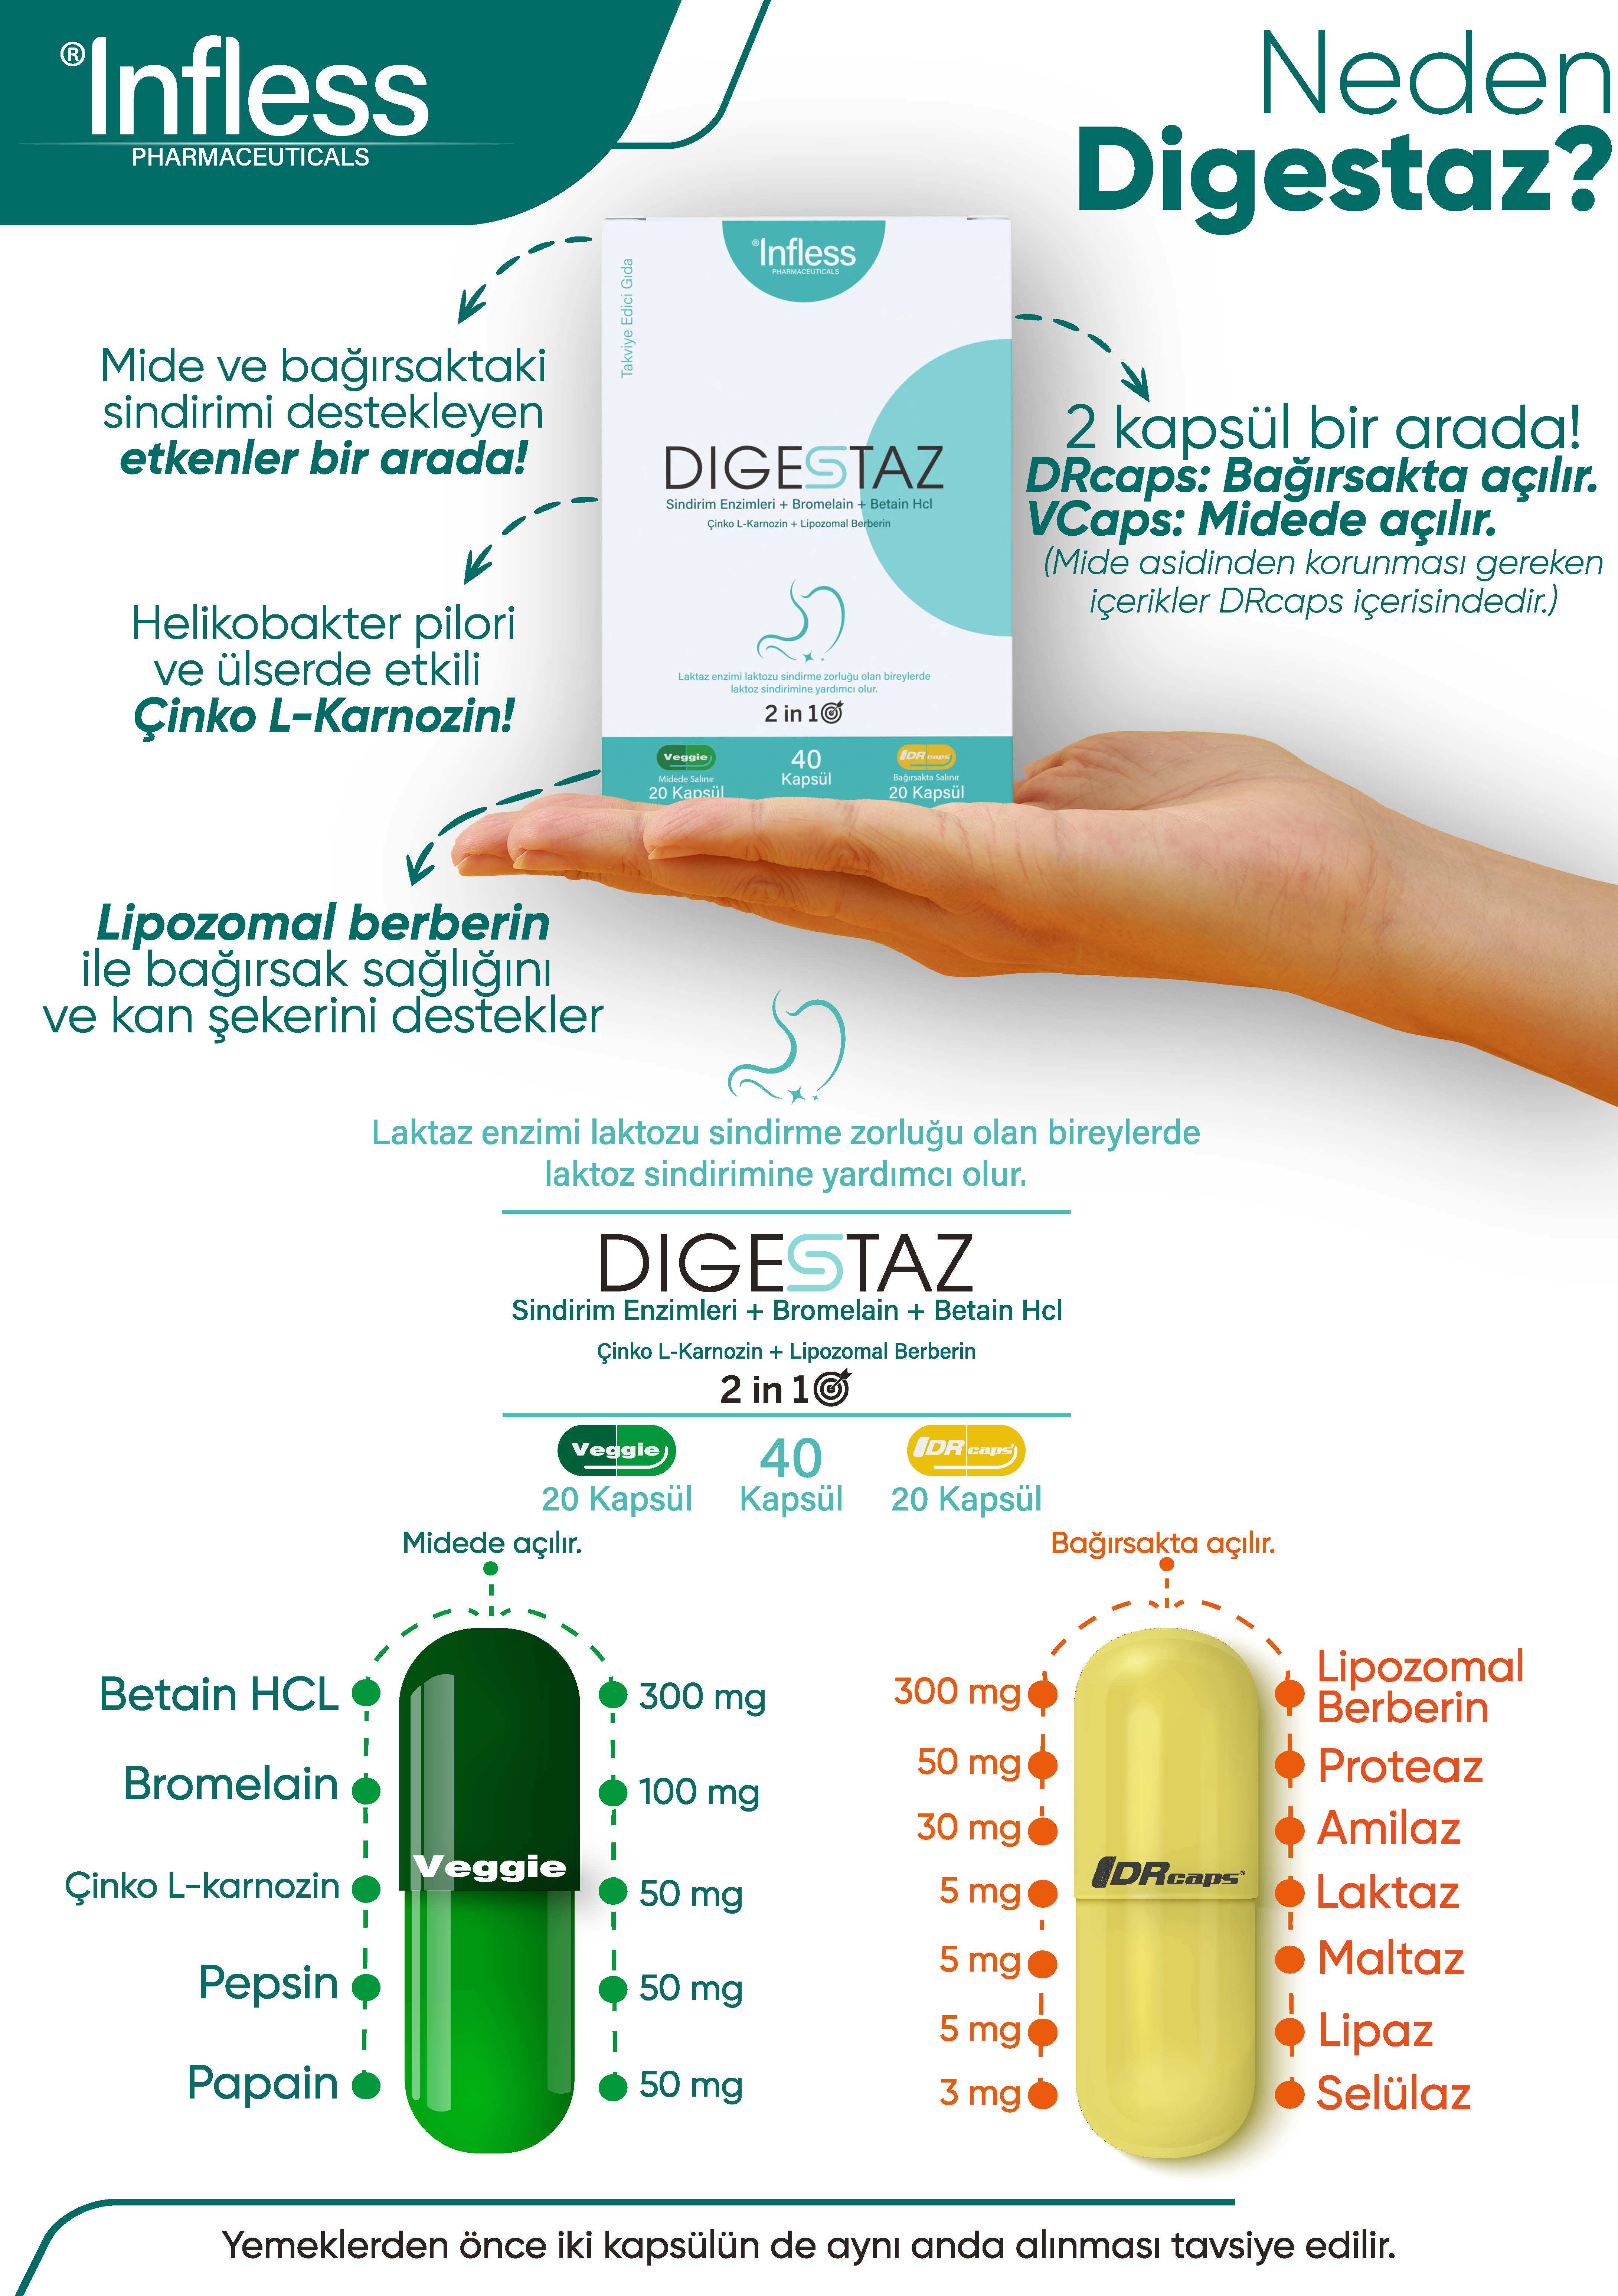 ®Infless
PHARMACEUTICALS
Neden
Digestaz?
Mide ve bağırsaktaki
sindirimi destekleyen
etkenler bir arada!
Helikobakter pilori
ve ülserde etkili
Çinko L-Karnozin!
Lipozomal berberin
ile bağırsak sağlığını
ve kan şekerini destekler
®Infless
PHARMACEUTICALS
Takviye Edici Gıda
DIGESTAZ
Sindirim Enzimleri + Bromelain + Betain Hcl
Çinko L-Karnozin + Lipozomal Berberin
Laktaz enzimi laktozu sindirme zorluğu olan bireylerde
laktoz sindirimine yardımcı olur.
2 in 1
Veggie
Midede Salınır
20 Kapsül
40
Kapsül
DRcaps
Bağırsakta Salınır
20 Kapsül
2 kapsül bir arada!
DRcaps: Bağırsakta açılır.
VCaps: Midede açılır.
(Mide asidinden korunması gereken
içerikler DRcaps içerisindedir.)
Laktaz enzimi laktozu sindirme zorluğu olan bireylerde
laktoz sindirimine yardımcı olur.
DIGESTAZ
Sindirim Enzimleri + Bromelain + Betain Hcl
Çinko L-Karnozin + Lipozomal Berberin
2 in 1
Veggie
20 Kapsül
40
Kapsül
DRcaps
20 Kapsül
Midede açılır.
Betain HCL 300 mg
Bromelain 100 mg
Çinko L-karnozin 50 mg
Pepsin 50 mg
Papain 50 mg
Veggie
Bağırsakta açılır.
300 mg Lipozomal
Berberin
50 mg Proteaz
30 mg Amilaz
5 mg Laktaz
5 mg Maltaz
5 mg Lipaz
3 mg Selülaz
DRcaps®
Yemeklerden önce iki kapsülün de aynı anda alınması tavsiye edilir.